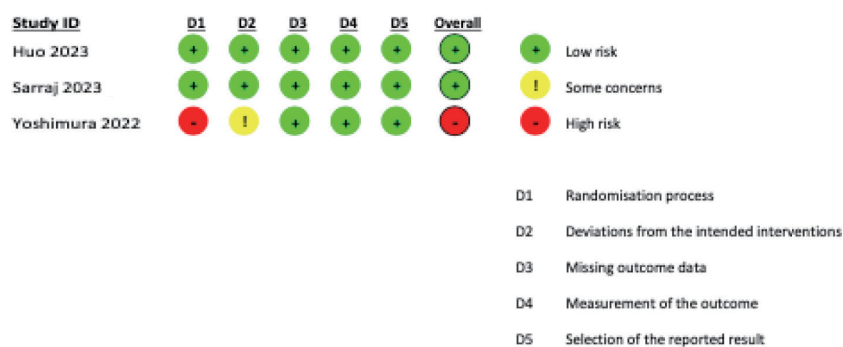 Study ID D1 D2 D3 D4 D5 Overall
Huo 2023 + + + + + + + Low risk
Sarraj 2023 + + + + + + ! Some concerns
Yoshimura 2022 - ! + + + - - High risk
D1 Randomisation process
D2 Deviations from the intended interventions
D3 Missing outcome data
D4 Measurement of the outcome
D5 Selection of the reported result